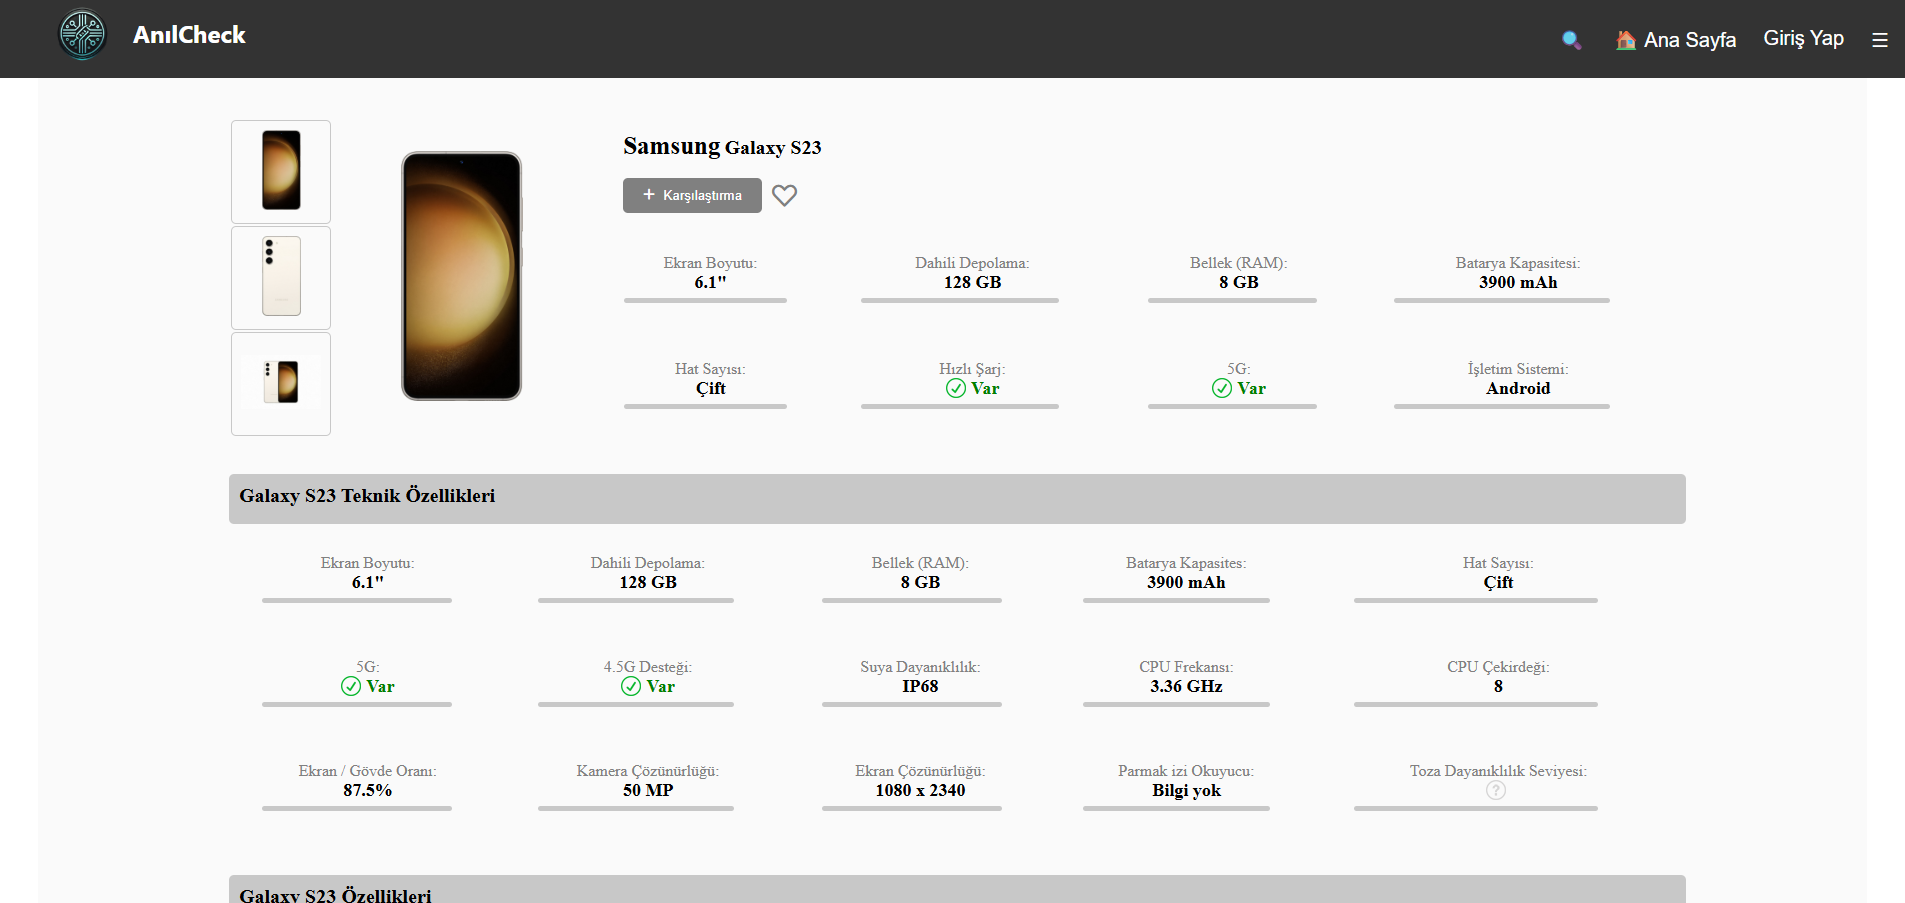 AnılCheck
Ana Sayfa
Giriş Yap
Samsung Galaxy S23
+ Karşılaştırma
Ekran Boyutu:
6.1"
Dahili Depolama:
128 GB
Bellek (RAM):
8 GB
Batarya Kapasitesi:
3900 mAh
Hat Sayısı:
Çift
Hızlı Şarj:
Var
5G:
Var
İşletim Sistemi:
Android
Galaxy S23 Teknik Özellikleri
Ekran Boyutu:
6.1"
Dahili Depolama:
128 GB
Bellek (RAM):
8 GB
Batarya Kapasites:
3900 mAh
Hat Sayısı:
Çift
5G:
Var
4.5G Desteği:
Var
Suya Dayanıklılık:
IP68
CPU Frekansı:
3.36 GHz
CPU Çekirdeği:
8
Ekran / Gövde Oranı:
87.5%
Kamera Çözünürlüğü:
50 MP
Ekran Çözünürlüğü:
1080 x 2340
Parmak izi Okuyucu:
Bilgi yok
Toza Dayanıklılık Seviyesi:
?
Galaxy S23 Özellikleri